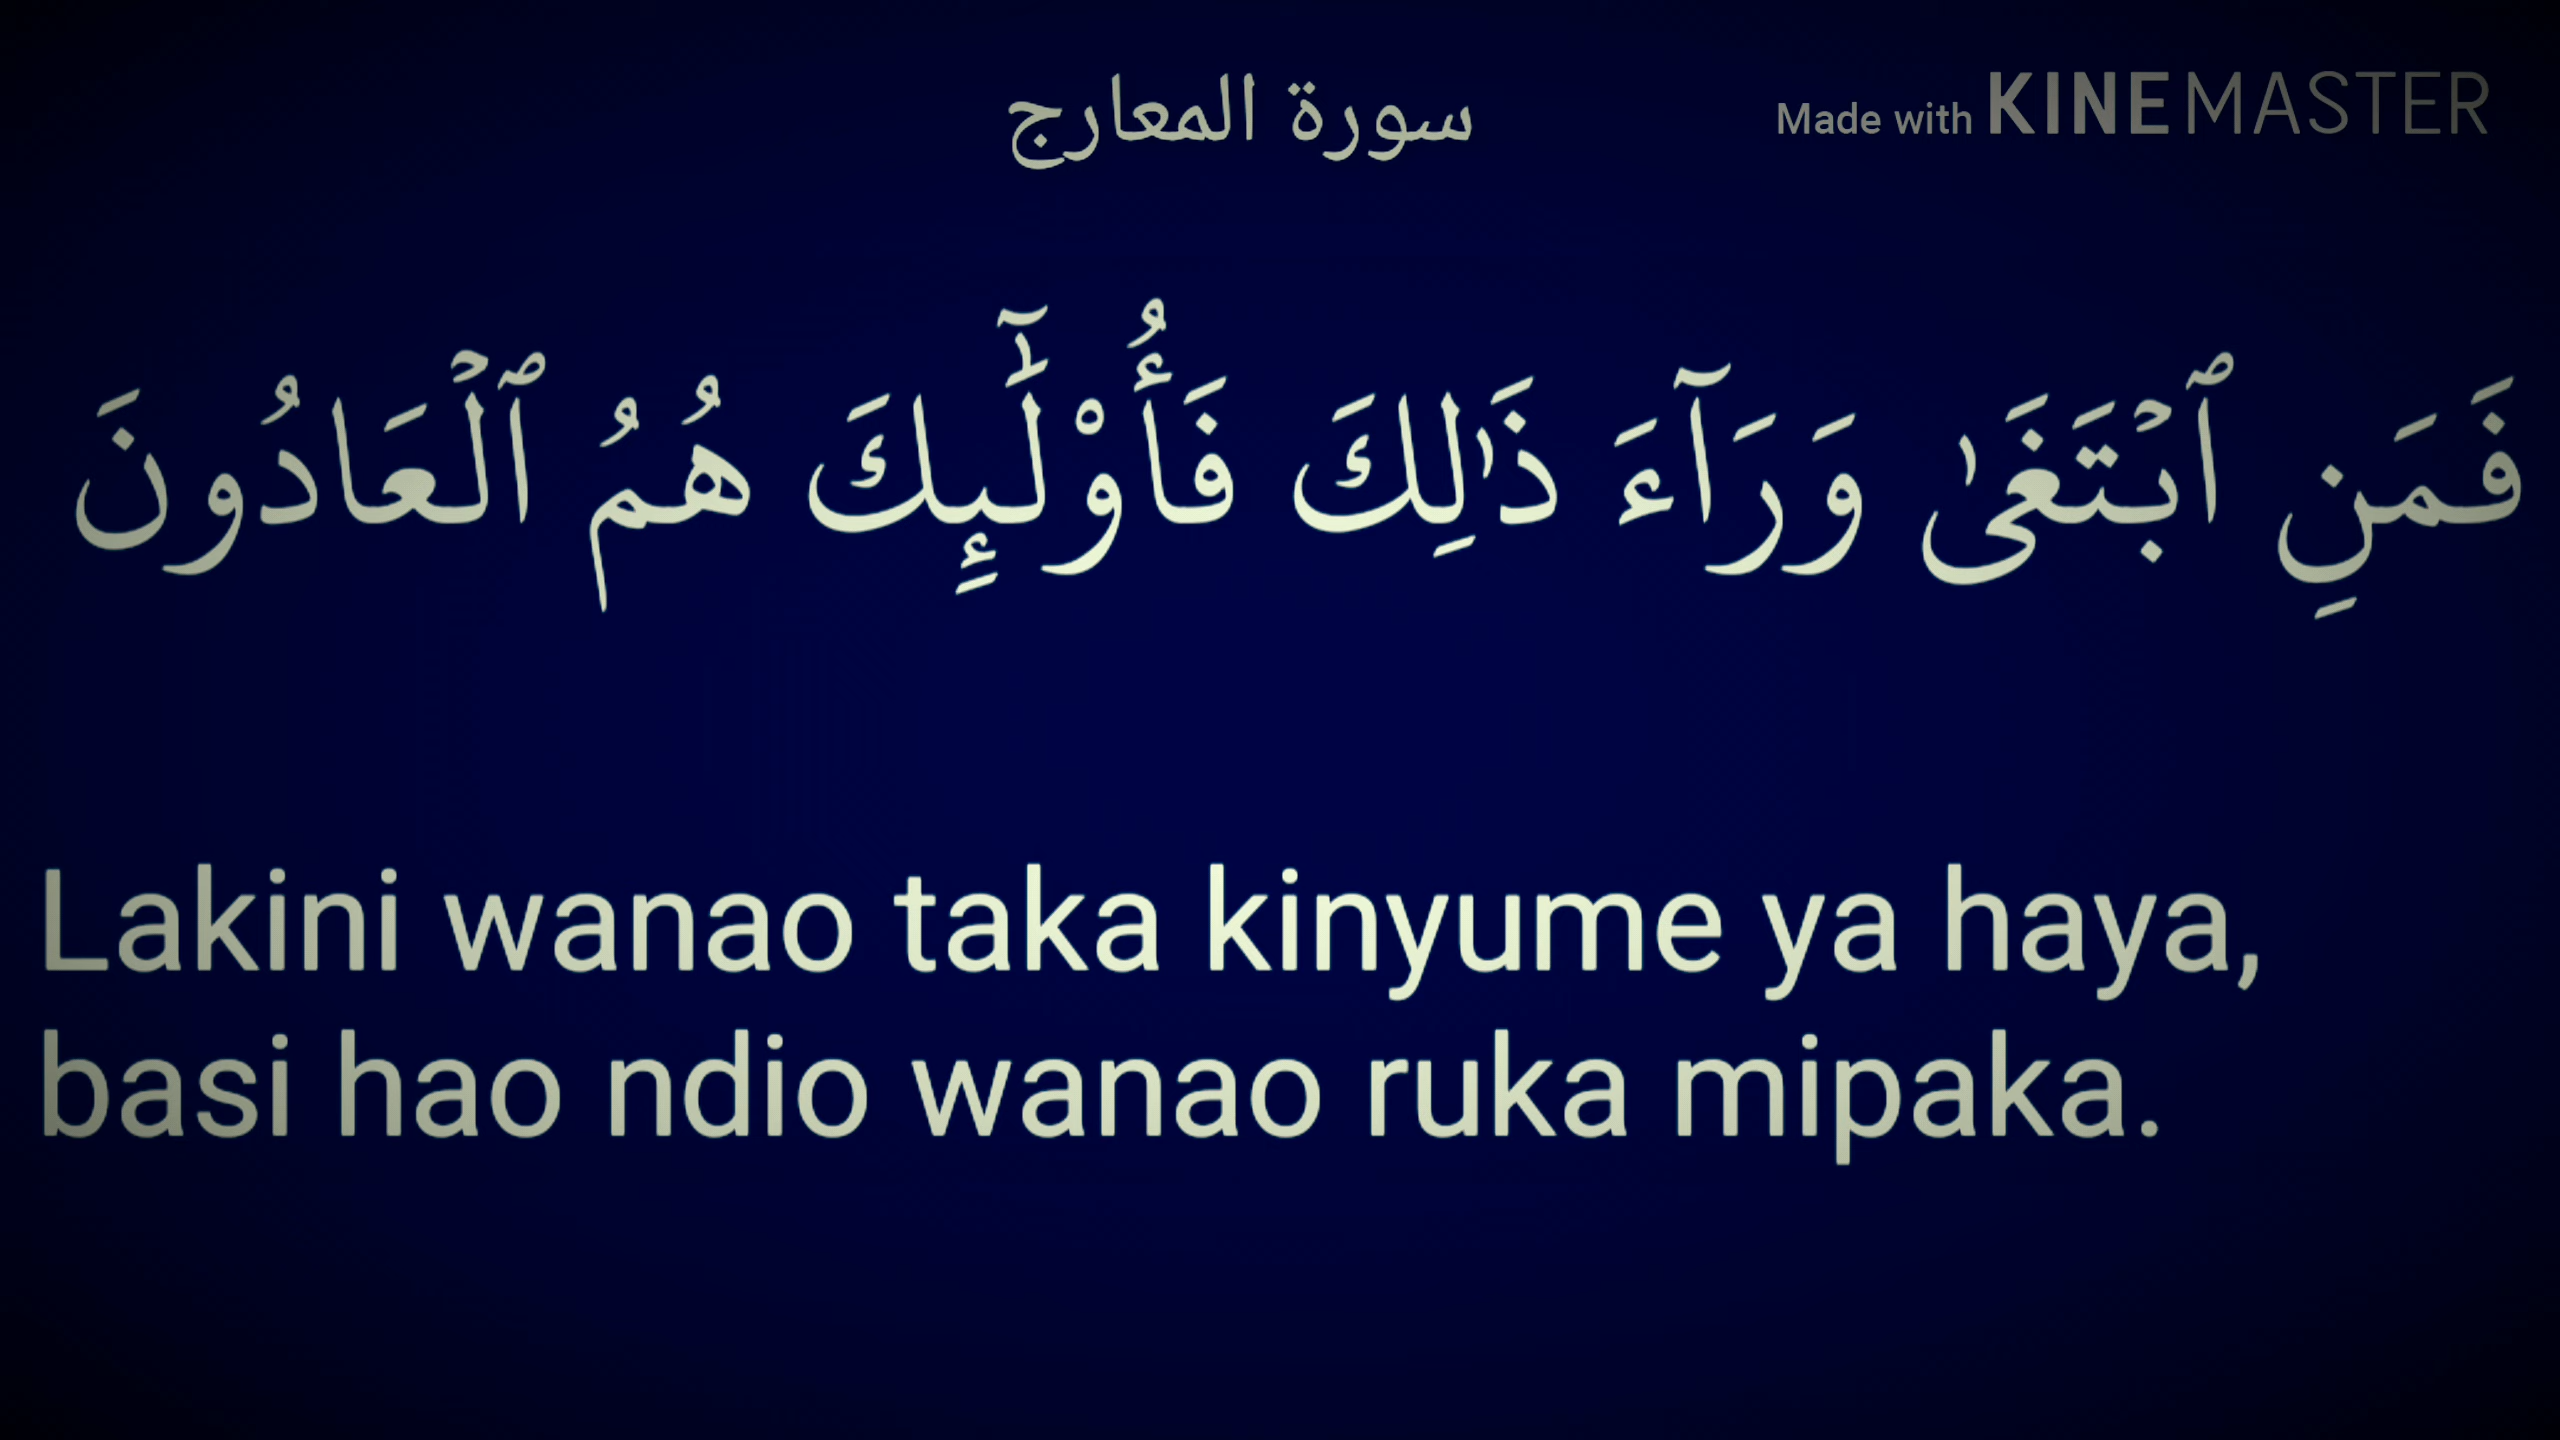 سورة المعارج
Made with KINEMASTER
فَمَنِ ٱبۡتَغَىٰ وَرَآءَ ذَٰلِكَ فَأُوْلَٰٓئِكَ هُمُ ٱلۡعَادُونَ
Lakini wanao taka kinyume ya haya,
basi hao ndio wanao ruka mipaka.